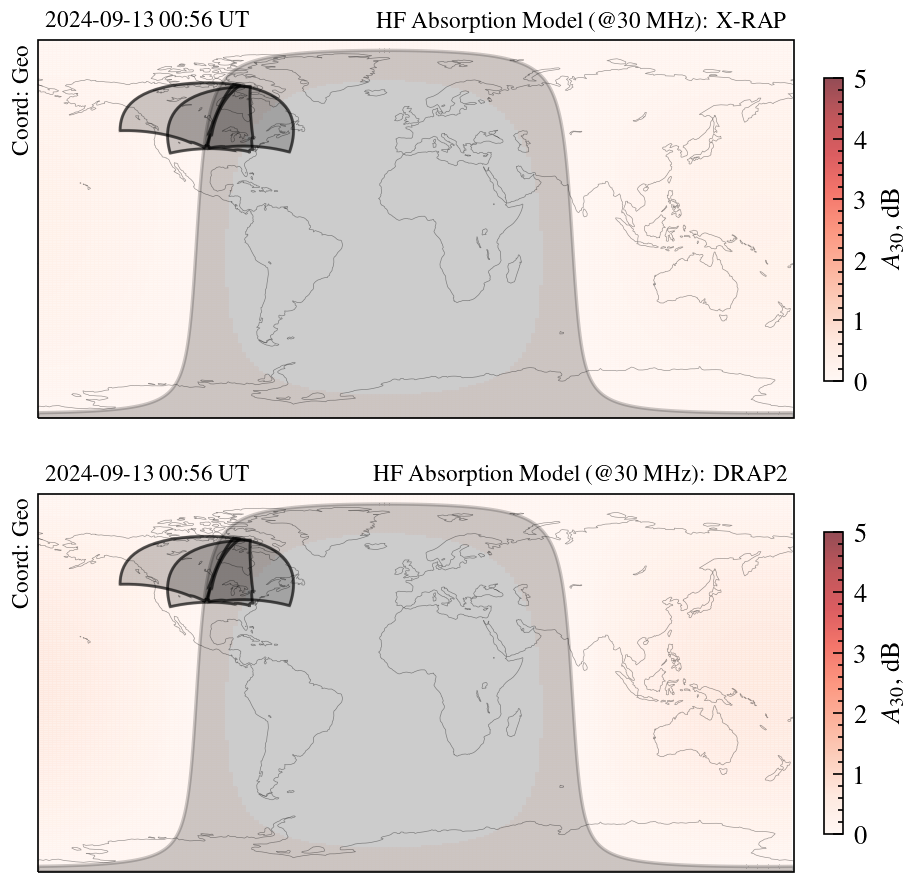 2024-09-13 00:56 UT
HF Absorption Model (@30 MHz): X-RAP
Coord: Geo
5
4
3
2
1
0
A₃₀, dB
2024-09-13 00:56 UT
HF Absorption Model (@30 MHz): DRAP2
Coord: Geo
5
4
3
2
1
0
A₃₀, dB